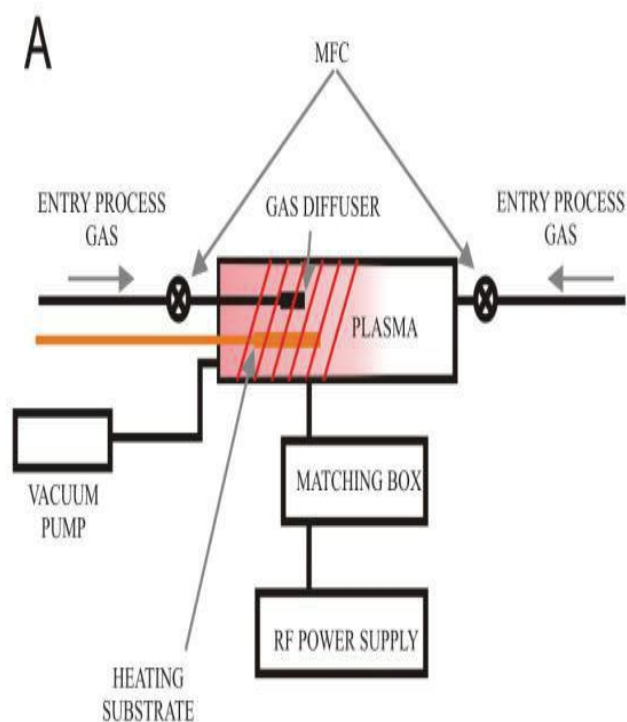 A
MFC
ENTRY PROCESS
GAS
GAS DIFFUSER
ENTRY PROCESS
GAS
PLASMA
MATCHING BOX
VACUUM
PUMP
RF POWER SUPPLY
HEATING
SUBSTRATE